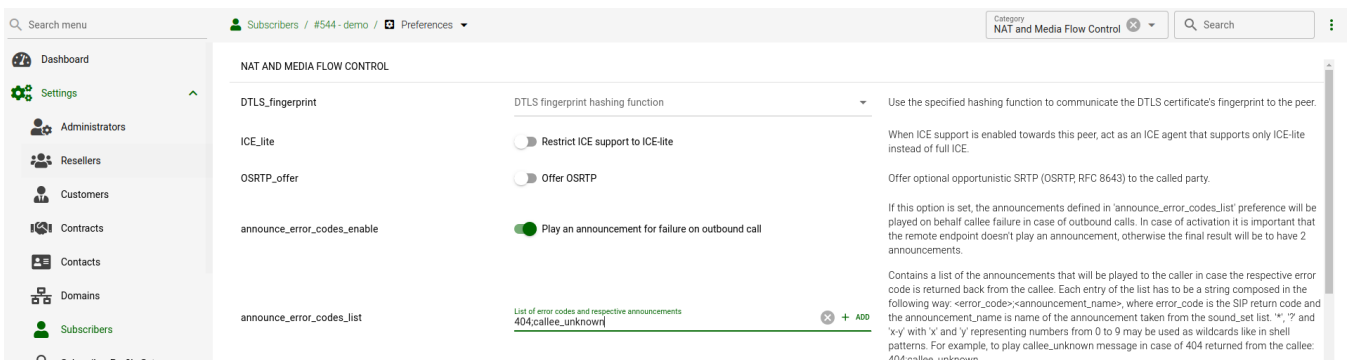 Search menu
Subscribers / #544 - demo / Preferences
Category
NAT and Media Flow Control
Search
Dashboard
Settings
Administrators
Resellers
Customers
Contracts
Contacts
Domains
Subscribers
NAT AND MEDIA FLOW CONTROL
DTLS_fingerprint
DTLS fingerprint hashing function
Use the specified hashing function to communicate the DTLS certificate's fingerprint to the peer.
ICE_lite
Restrict ICE support to ICE-lite
When ICE support is enabled towards this peer, act as an ICE agent that supports only ICE-lite
instead of full ICE.
OSRTP_offer
Offer OSRTP
Offer optional opportunistic SRTP (OSRTP, RFC 8643) to the called party.
announce_error_codes_enable
Play an announcement for failure on outbound call
If this option is set, the announcements defined in 'announce_error_codes_list' preference will be
played on behalf callee failure in case of outbound calls. In case of activation it is important that
the remote endpoint doesn't play an announcement, otherwise the final result will be to have 2
announcements.
announce_error_codes_list
List of error codes and respective announcements
404;callee_unknown
+ ADD
Contains a list of the announcements that will be played to the caller in case the respective error
code is returned back from the callee. Each entry of the list has to be a string composed in the
following way: <error_code>;<announcement_name>, where error_code is the SIP return code and
the announcement_name is name of the announcement taken from the sound_set list. '*', '?' and
'x-y' with 'x' and 'y' representing numbers from 0 to 9 may be used as wildcards like in shell
patterns. For example, to play callee_unknown message in case of 404 returned from the callee:
404;callee_unknown